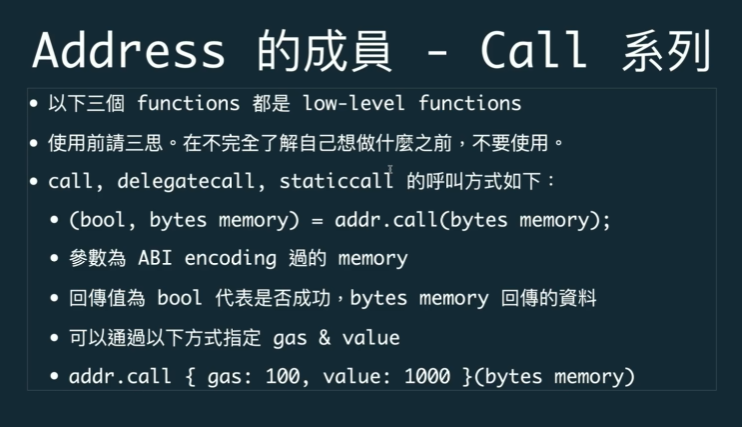 Address 的成員 - Call 系列
• 以下三個 functions 都是 low-level functions
• 使用前請三思。在不完全了解自己想做什麼之前，不要使用。
• call, delegatecall, staticcall 的呼叫方式如下：
• (bool, bytes memory) = addr.call(bytes memory);
• 參數為 ABI encoding 過的 memory
• 回傳值為 bool 代表是否成功，bytes memory 回傳的資料
• 可以通過以下方式指定 gas & value
• addr.call { gas: 100, value: 1000 }(bytes memory)